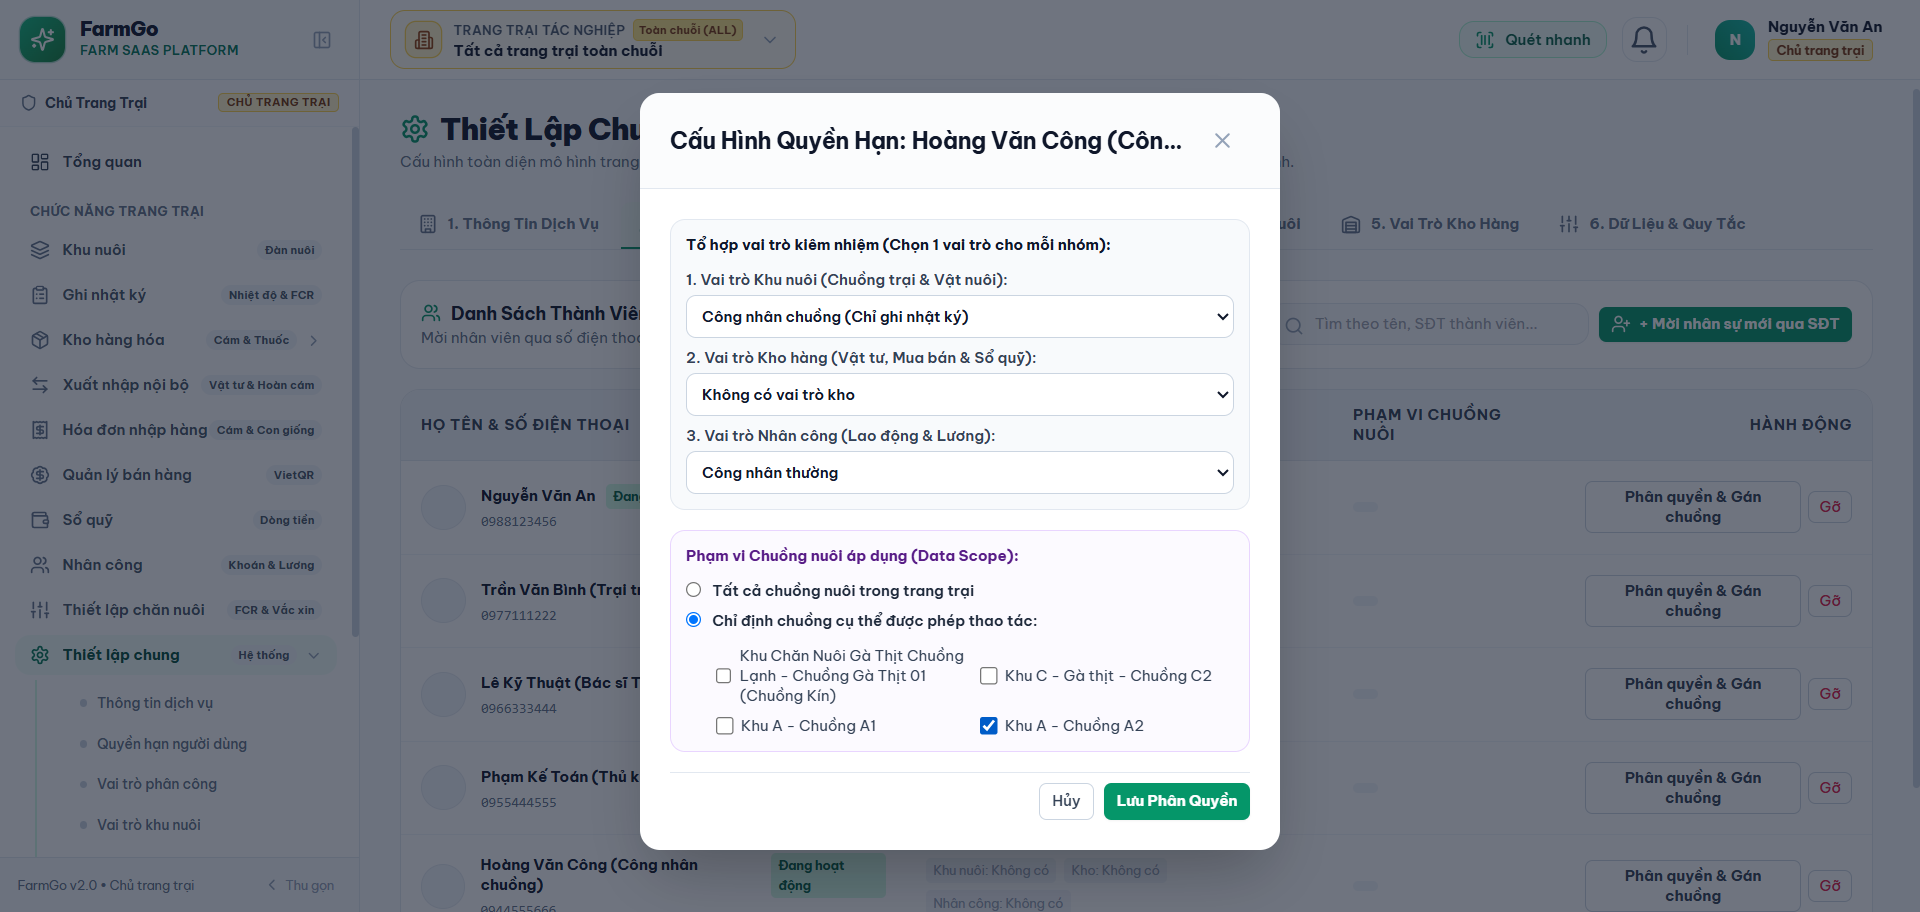 FarmGo
FARM SAAS PLATFORM
TRANG TRẠI TÁC NGHIỆP
Toàn chuỗi (ALL)
Tất cả trang trại toàn chuỗi
Quét nhanh
N
Nguyễn Văn An
Chủ trang trại
Chủ Trang Trại
CHỦ TRANG TRẠI
Tổng quan
CHỨC NĂNG TRANG TRẠI
Khu nuôi
Đàn nuôi
Ghi nhật ký
Nhiệt độ & FCR
Kho hàng hóa
Cám & Thuốc
Xuất nhập nội bộ
Vật tư & Hoàn cám
Hóa đơn nhập hàng
Cám & Con giống
Quản lý bán hàng
VietQR
Sổ quỹ
Dòng tiền
Nhân công
Khoán & Lương
Thiết lập chăn nuôi
FCR & Vắc xin
Thiết lập chung
Hệ thống
Thông tin dịch vụ
Quyền hạn người dùng
Vai trò phân công
Vai trò khu nuôi
FarmGo v2.0 • Chủ trang trại
Thu gọn
Thiết Lập Chu
Cấu hình toàn diện mô hình trang
h.
1. Thông Tin Dịch Vụ
uôi
5. Vai Trò Kho Hàng
6. Dữ Liệu & Quy Tắc
Danh Sách Thành Viê
Mời nhân viên qua số điện thoạ
Tìm theo tên, SĐT thành viên...
+ Mời nhân sự mới qua SĐT
HỌ TÊN & SỐ ĐIỆN THOẠI
PHẠM VI CHUỒNG
NUÔI
HÀNH ĐỘNG
Nguyễn Văn An
Đan
0988123456
Phân quyền & Gán
chuồng
Gỡ
Trần Văn Bình (Trại tr
0977111222
Phân quyền & Gán
chuồng
Gỡ
Lê Kỹ Thuật (Bác sĩ T
0966333444
Phân quyền & Gán
chuồng
Gỡ
Phạm Kế Toán (Thủ k
0955444555
Phân quyền & Gán
chuồng
Gỡ
Hoàng Văn Công (Công nhân
chuồng)
0944555666
Đang hoạt
động
Khu nuôi: Không có
Kho: Không có
Nhân công: Không có
Phân quyền & Gán
chuồng
Gỡ
Cấu Hình Quyền Hạn: Hoàng Văn Công (Côn...
Tổ hợp vai trò kiêm nhiệm (Chọn 1 vai trò cho mỗi nhóm):
1. Vai trò Khu nuôi (Chuồng trại & Vật nuôi):
Công nhân chuồng (Chỉ ghi nhật ký)
2. Vai trò Kho hàng (Vật tư, Mua bán & Sổ quỹ):
Không có vai trò kho
3. Vai trò Nhân công (Lao động & Lương):
Công nhân thường
Phạm vi Chuồng nuôi áp dụng (Data Scope):
Tất cả chuồng nuôi trong trang trại
Chỉ định chuồng cụ thể được phép thao tác:
Khu Chăn Nuôi Gà Thịt Chuồng
Lạnh - Chuồng Gà Thịt 01
(Chuồng Kín)
Khu C - Gà thịt - Chuồng C2
Khu A - Chuồng A1
Khu A - Chuồng A2
Hủy
Lưu Phân Quyền